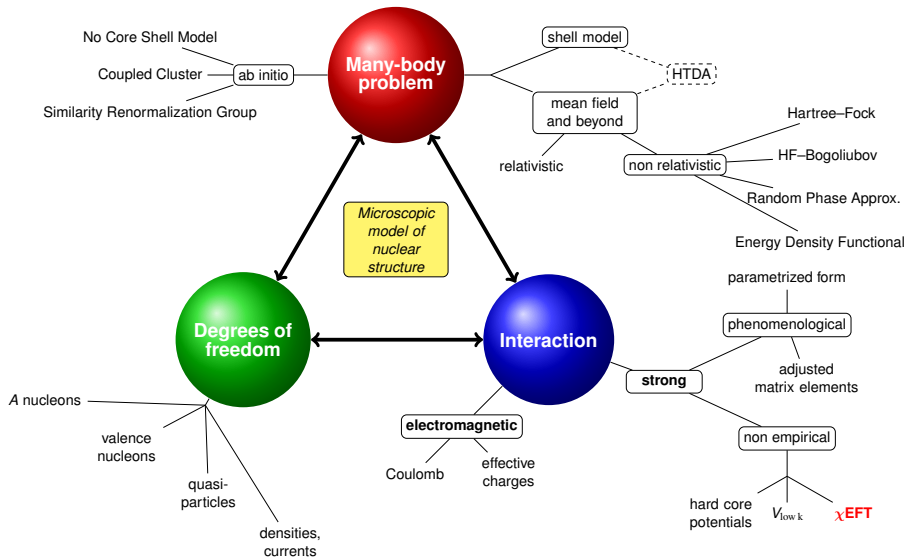 No Core Shell Model
Coupled Cluster
Similarity Renormalization Group
ab initio
Many-body
problem
shell model
HTDA
mean field
and beyond
relativistic
non relativistic
Hartree–Fock
HF–Bogoliubov
Random Phase Approx.
Energy Density Functional
Microscopic
model of
nuclear
structure
Degrees of
freedom
Interaction
A nucleons
valence
nucleons
quasi-
particles
densities,
currents
electromagnetic
Coulomb
effective
charges
strong
parametrized form
phenomenological
adjusted
matrix elements
non empirical
hard core
potentials
Vlow k
χEFT